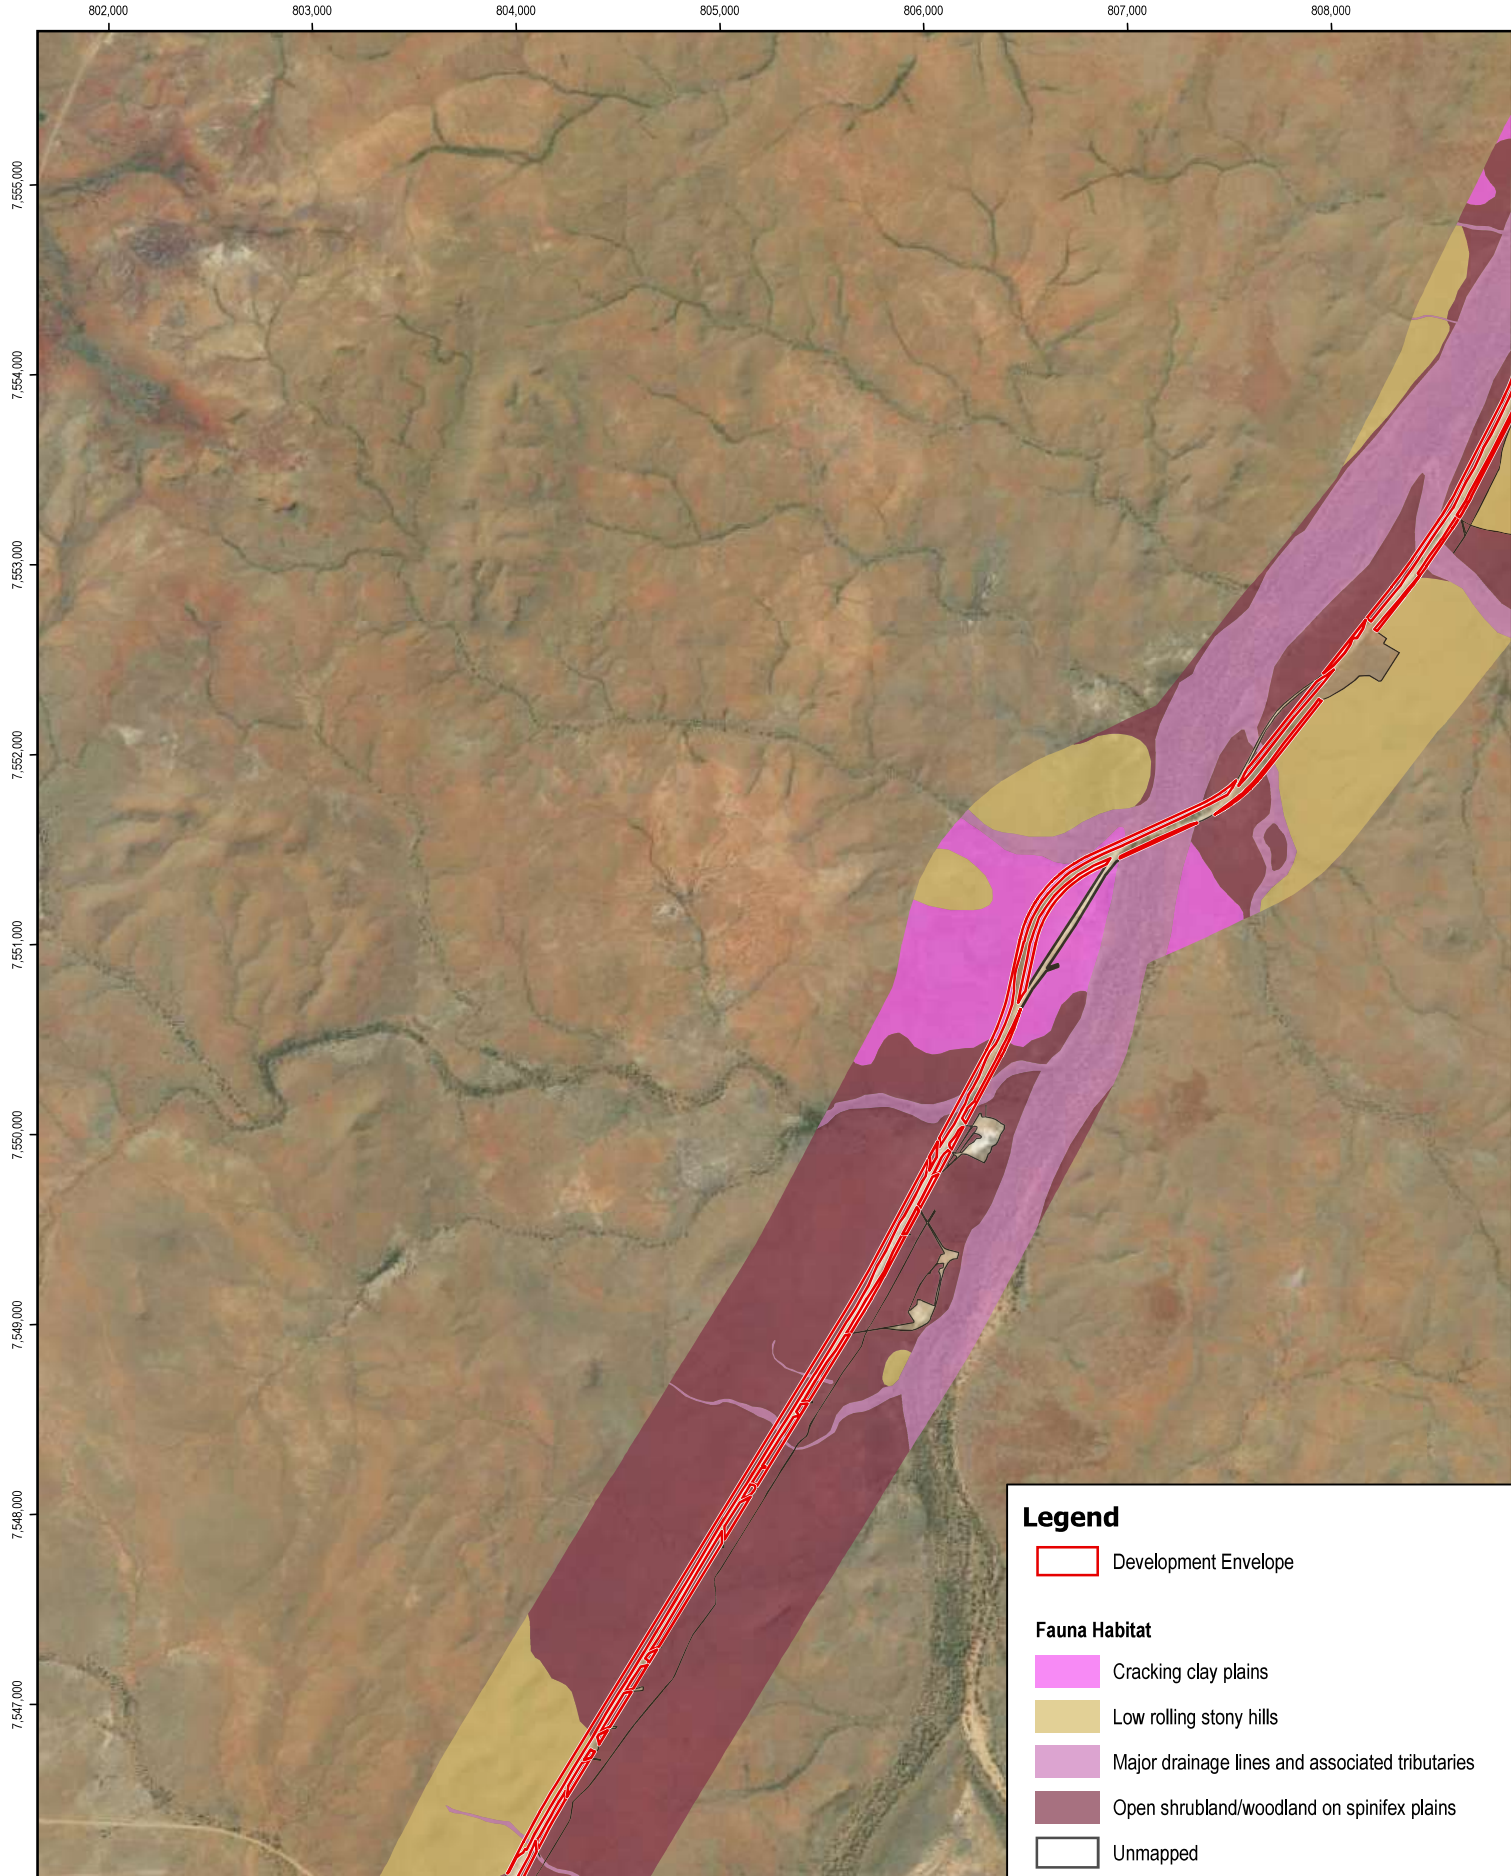 802,000 803,000 804,000 805,000 806,000 807,000 808,000
7,555,000
7,554,000
7,553,000
7,552,000
7,551,000
7,550,000
7,549,000
7,548,000
7,547,000
Legend
Development Envelope
Fauna Habitat
Cracking clay plains
Low rolling stony hills
Major drainage lines and associated tributaries
Open shrubland/woodland on spinifex plains
Unmapped